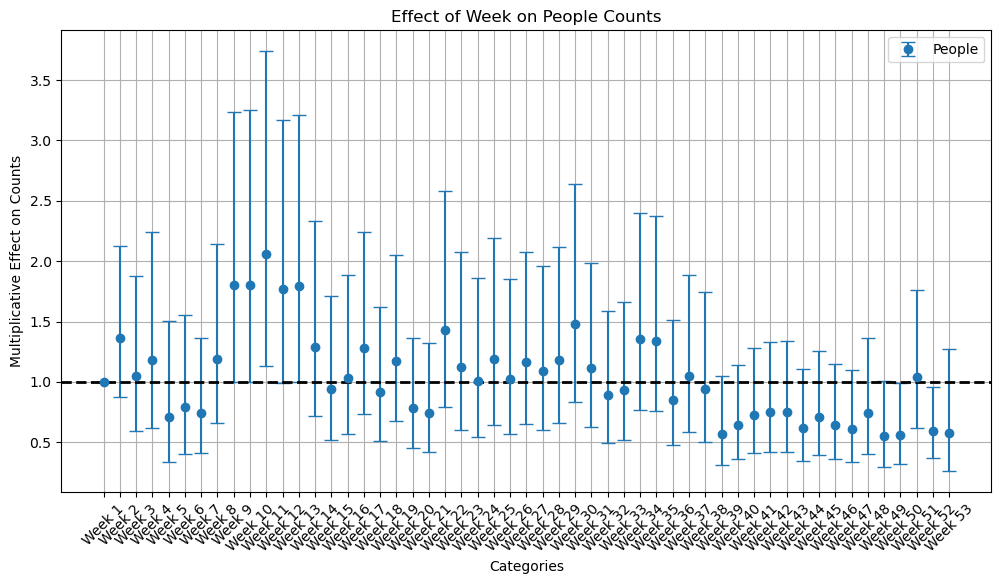 Effect of Week on People Counts
People
Multiplicative Effect on Counts
3.5
3.0
2.5
2.0
1.5
1.0
0.5
Week 1
Week 2
Week 3
Week 4
Week 5
Week 6
Week 7
Week 8
Week 9
Week 10
Week 11
Week 12
Week 13
Week 14
Week 15
Week 16
Week 17
Week 18
Week 19
Week 20
Week 21
Week 22
Week 23
Week 24
Week 25
Week 26
Week 27
Week 28
Week 29
Week 30
Week 31
Week 32
Week 33
Week 34
Week 35
Week 36
Week 37
Week 38
Week 39
Week 40
Week 41
Week 42
Week 43
Week 44
Week 45
Week 46
Week 47
Week 48
Week 49
Week 50
Week 51
Week 52
Week 53
Categories